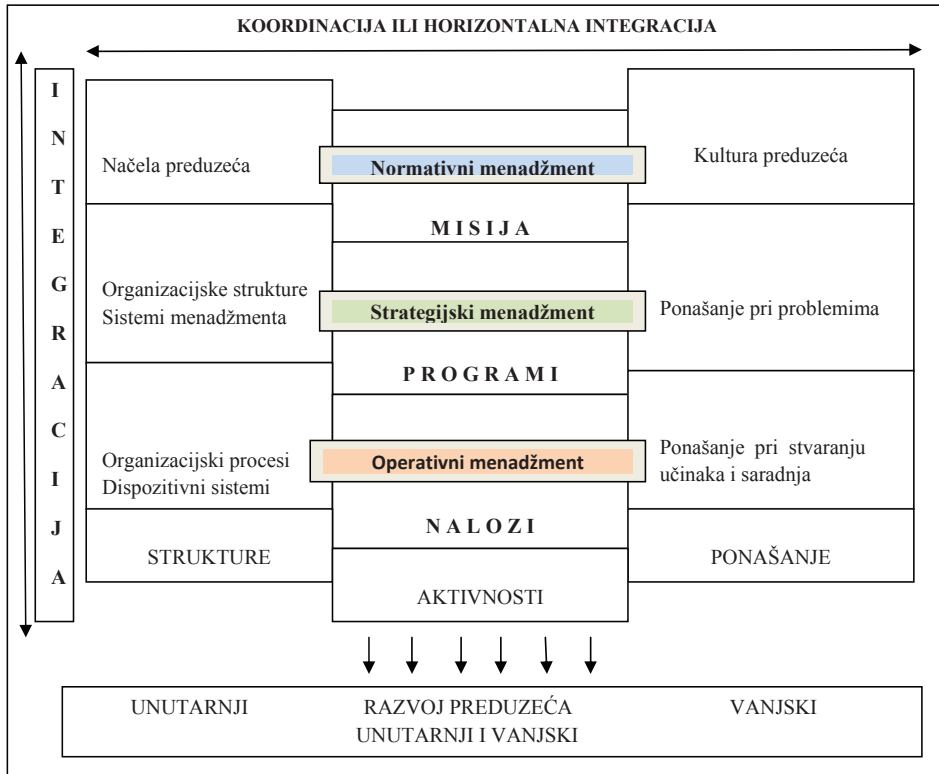 KOORDINACIJA ILI HORIZONTALNA INTEGRACIJA
I
N
T
E
G
R
A
C
I
J
A
Načela preduzeća
Normativni menadžment
Kultura preduzeća
M I S I J A
Organizacijske strukture
Sistemi menadžmenta
Strategijski menadžment
Ponašanje pri problemima
P R O G R A M I
Organizacijski procesi
Dispozitivni sistemi
Operativni menadžment
Ponašanje pri stvaranju
učinaka i saradnja
N A L O Z I
STRUKTURE
AKTIVNOSTI
PONAŠANJE
UNUTARNJI
RAZVOJ PREDUZEĆA
UNUTARNJI I VANJSKI
VANJSKI